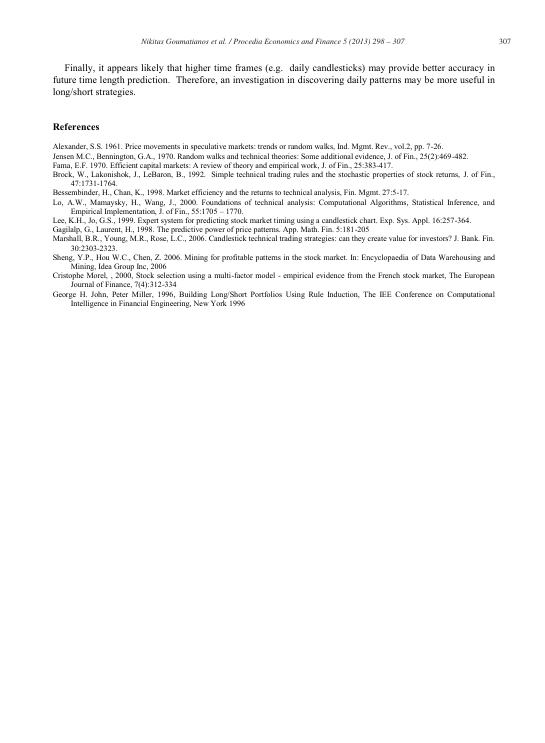 Nikitas Goumatianos et al. / Procedia Economics and Finance 5 (2013) 298 – 307
307
Finally, it appears likely that higher time frames (e.g. daily candlesticks) may provide better accuracy in
future time length prediction. Therefore, an investigation in discovering daily patterns may be more useful in
long/short strategies.
References
Alexander, S.S. 1961. Price movements in speculative markets: trends or random walks, Ind. Mgmt. Rev., vol.2, pp. 7-26.
Jensen M.C., Bennington, G.A., 1970. Random walks and technical theories: Some additional evidence, J. of Fin., 25(2):469-482.
Fama, E.F. 1970. Efficient capital markets: A review of theory and empirical work, J. of Fin., 25:383-417.
Brock, W., Lakonishok, J., LeBaron, B., 1992. Simple technical trading rules and the stochastic properties of stock returns, J. of Fin.,
47:1731-1764.
Bessembinder, H., Chan, K., 1998. Market efficiency and the returns to technical analysis, Fin. Mgmt. 27:5-17.
Lo, A.W., Mamaysky, H., Wang, J., 2000. Foundations of technical analysis: Computational Algorithms, Statistical Inference, and
Empirical Implementation, J. of Fin., 55:1705 – 1770.
Lee, K.H., Jo, G.S., 1999. Expert system for predicting stock market timing using a candlestick chart. Exp. Sys. Appl. 16:257-364.
Gagilalp, G., Laurent, H., 1998. The predictive power of price patterns. App. Math. Fin. 5:181-205
Marshall, B.R., Young, M.R., Rose, L.C., 2006. Candlestick technical trading strategies: can they create value for investors? J. Bank. Fin.
30:2303-2323.
Sheng, Y.P., Hou W.C., Chen, Z. 2006. Mining for profitable patterns in the stock market. In: Encyclopaedia of Data Warehousing and
Mining, Idea Group Inc, 2006
Cristophe Morel, , 2000, Stock selection using a multi-factor model - empirical evidence from the French stock market, The European
Journal of Finance, 7(4):312-334
George H. John, Peter Miller, 1996, Building Long/Short Portfolios Using Rule Induction, The IEE Conference on Computational
Intelligence in Financial Engineering, New York 1996